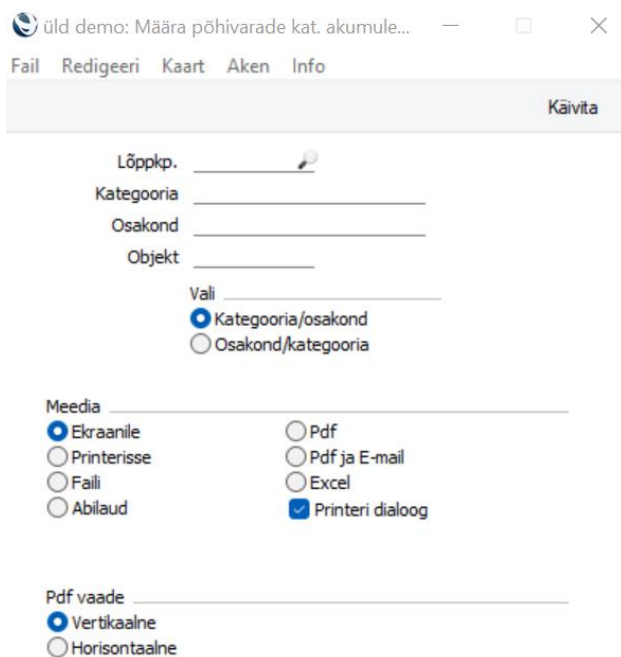 üld demo: Määra põhivarade kat. akumule...
Fail Redigeeri Kaart Aken Info
Käivita
Lõppkp.
Kategooria
Osakond
Objekt
Vali
Kategooria/osakond
Osakond/kategooria
Meedia
Ekraanile Pdf
Printerisse Pdf ja E-mail
Faili Excel
Abilaud Printeri dialoog
Pdf vaade
Vertikaalne
Horisontaalne